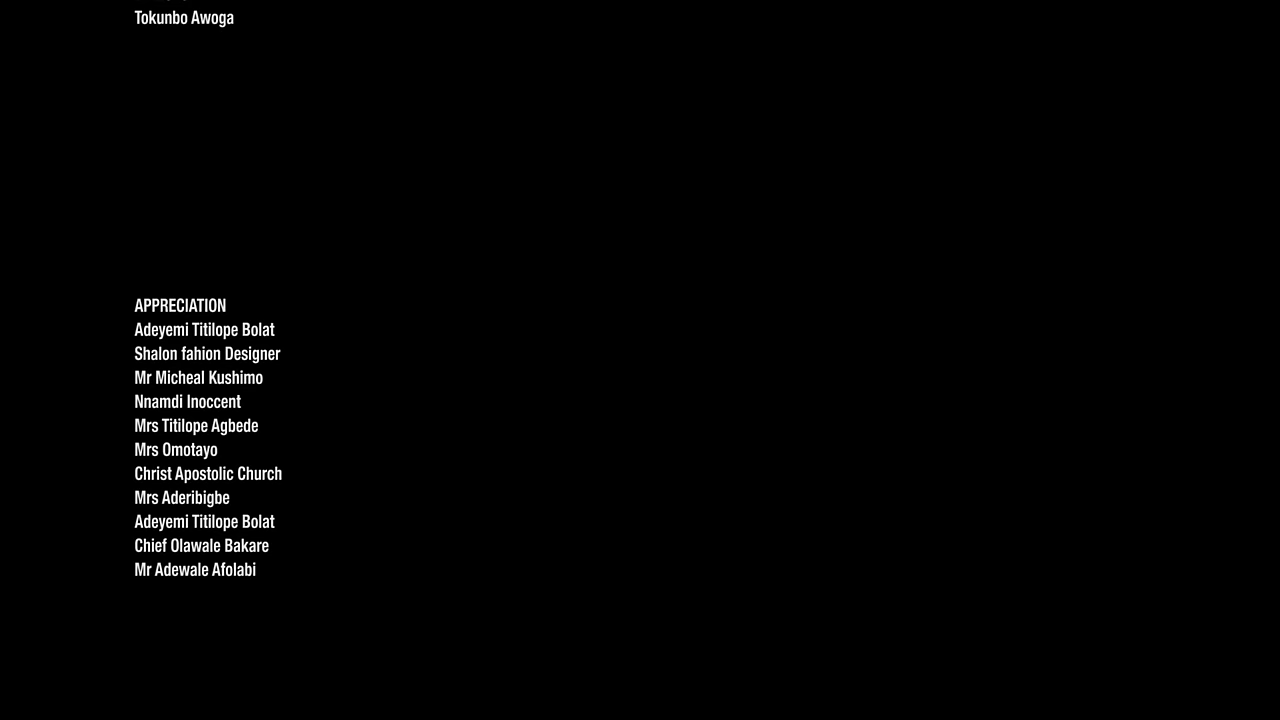 Tokunbo Awoga
APPRECIATION
Adeyemi Titilope Bolat
Shalon fahion Designer
Mr Micheal Kushimo
Nnamdi Inoccent
Mrs Titilope Agbede
Mrs Omotayo
Christ Apostolic Church
Mrs Aderibigbe
Adeyemi Titilope Bolat
Chief Olawale Bakare
Mr Adewale Afolabi